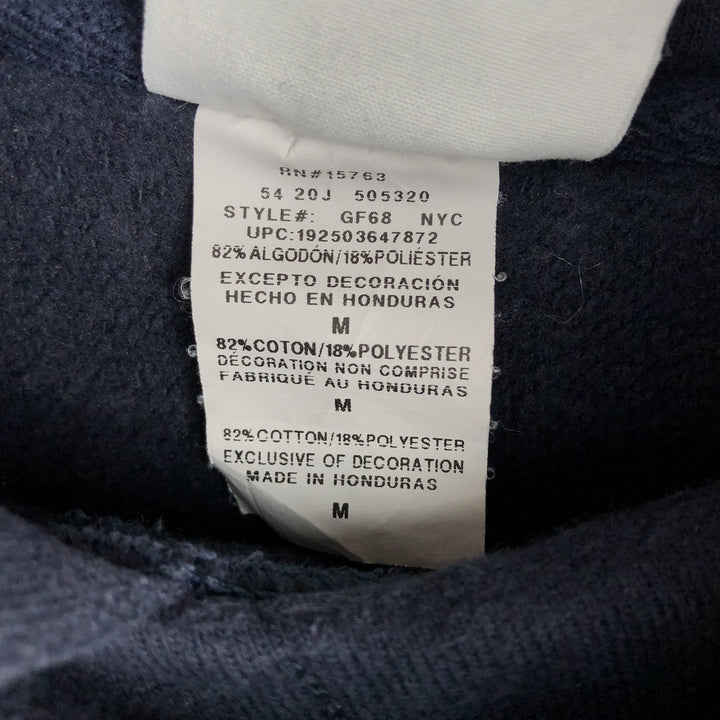 RN#15763
54 20J 505320
STYLE#: GF68 NYC
UPC:192503647872
82% ALGODÓN/18%POLIÉSTER
EXCEPTO DECORACIÓN
HECHO EN HONDURAS
M
82%COTON/18%POLYESTER
DÉCORATION NON COMPRISE
FABRIQUÉ AU HONDURAS
M
82%COTTON/18%POLYESTER
EXCLUSIVE OF DECORATION
MADE IN HONDURAS
M